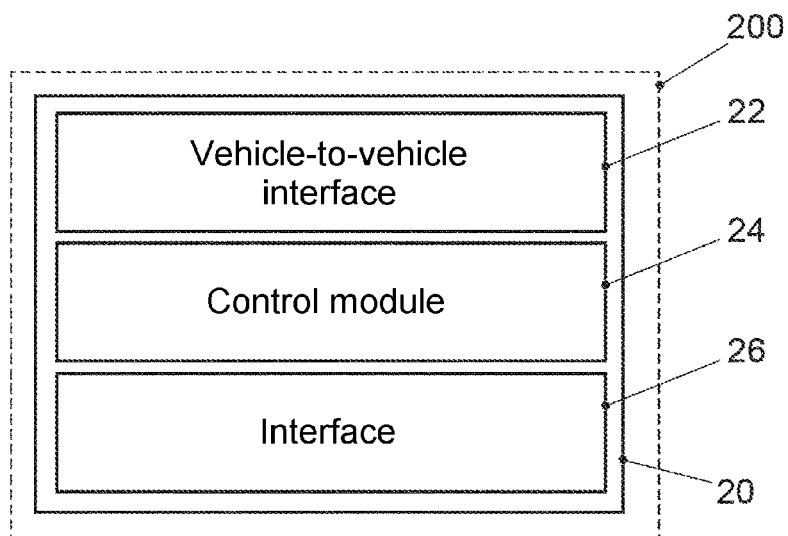 200
Vehicle-to-vehicle
interface
22
Control module
24
Interface
26
20